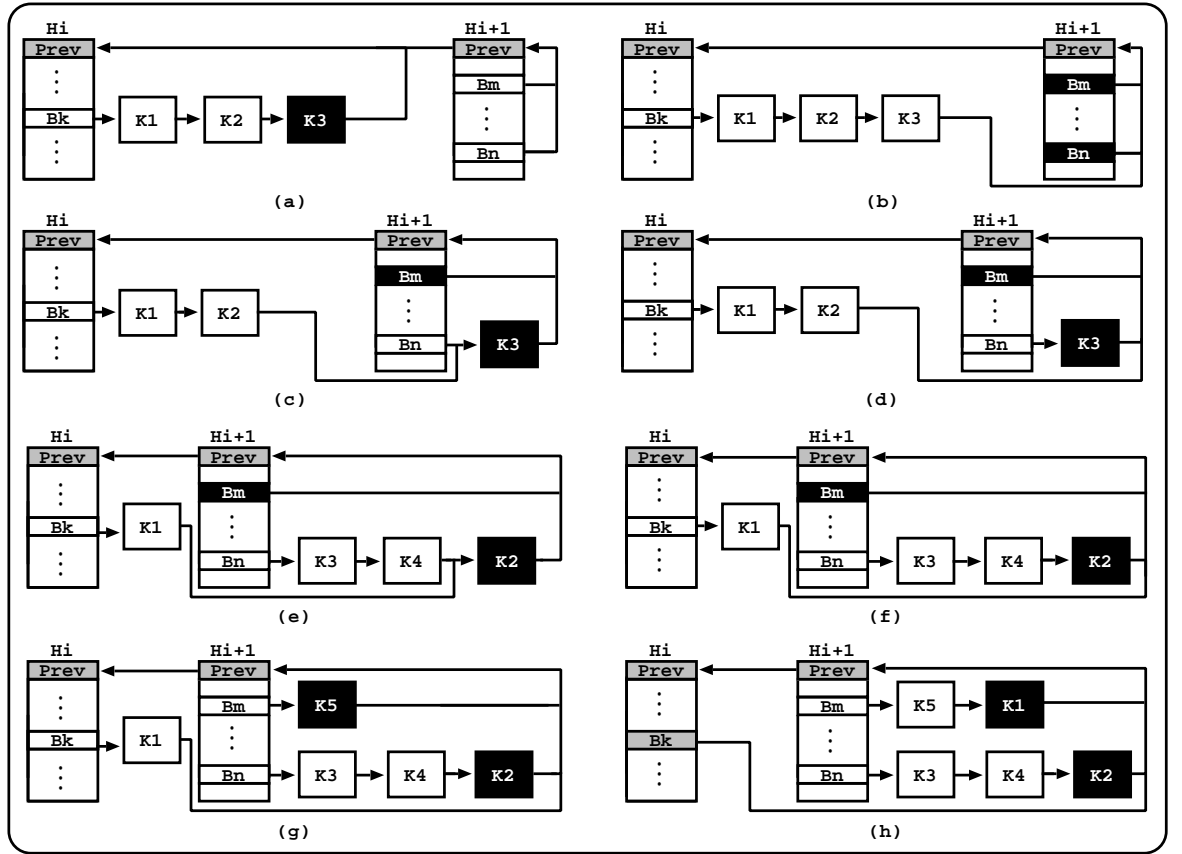 Hi Hi+1 Hi Hi+1
Prev Prev Prev Prev
Bm Bm
Bk K1 K2 K3 Bk K1 K2 K3
Bn Bn
(a) (b)
Hi Hi+1 Hi Hi+1
Prev Prev Prev Prev
Bm Bm
Bk K1 K2 Bk K1 K2
Bn K3 Bn K3
(c) (d)
Hi Hi+1 Hi Hi+1
Prev Prev Prev Prev
Bm Bm
Bk K1 Bk K1
Bn K3 K4 K2 Bn K3 K4 K2
(e) (f)
Hi Hi+1 Hi Hi+1
Prev Prev Prev Prev
Bm K5 Bm K5 K1
Bk K1 Bk
Bn K3 K4 K2 Bn K3 K4 K2
(g) (h)